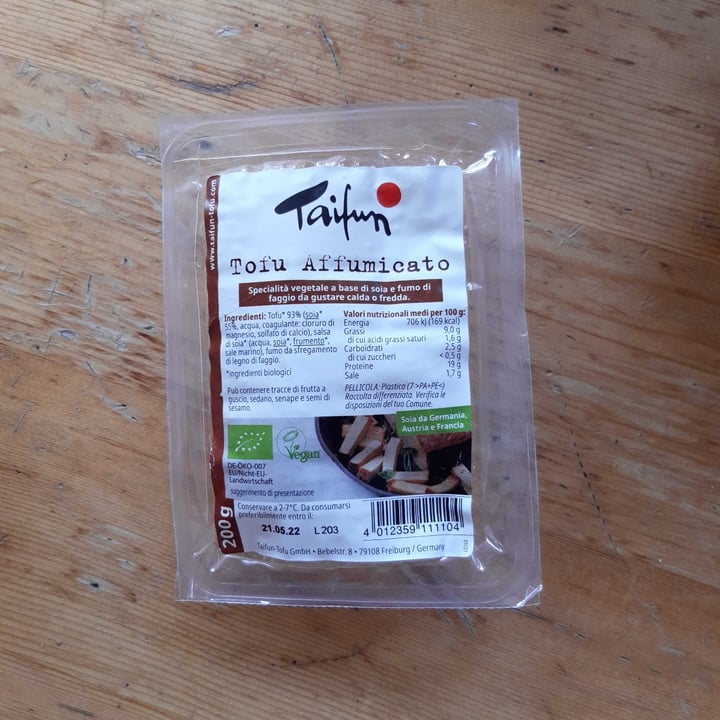 www.taifun-tofu.com
Taifun
Tofu Affumicato
Specialità vegetale a base di soia e fumo di
faggio da gustare calda o fredda.
Ingredienti: Tofu* 93% (soia*
55%, acqua, coagulante: cloruro di
magnesio, solfato di calcio), salsa
di soia* (acqua, soia*, frumento*,
sale marino), fumo da sfregamento
di legno di faggio.
*ingredienti biologici
Può contenere tracce di frutta a
guscio, sedano, senape e semi di
sesamo.
Valori nutrizionali medi per 100 g:
Energia 706 kJ (169 kcal)
Grassi 9,0 g
di cui acidi grassi saturi 1,6 g
Carboidrati 2,5 g
di cui zuccheri < 0,5 g
Proteine 19 g
Sale 1,7 g
PELLICOLA: Plastica (7 >PA+PE<)
Raccolta differenziata. Verifica le
disposizioni del tuo Comune.
Soia da Germania,
Austria e Francia
Vegan
DE-ÖKO-007
EU/Nicht-EU-
Landwirtschaft
suggerimento di presentazione
200g
Conservare a 2-7°C. Da consumarsi
preferibilmente entro il:
21.05.22 L203
4 012359 111104
Taifun-Tofu GmbH • Bebelstr. 8 • 79108 Freiburg / Germany